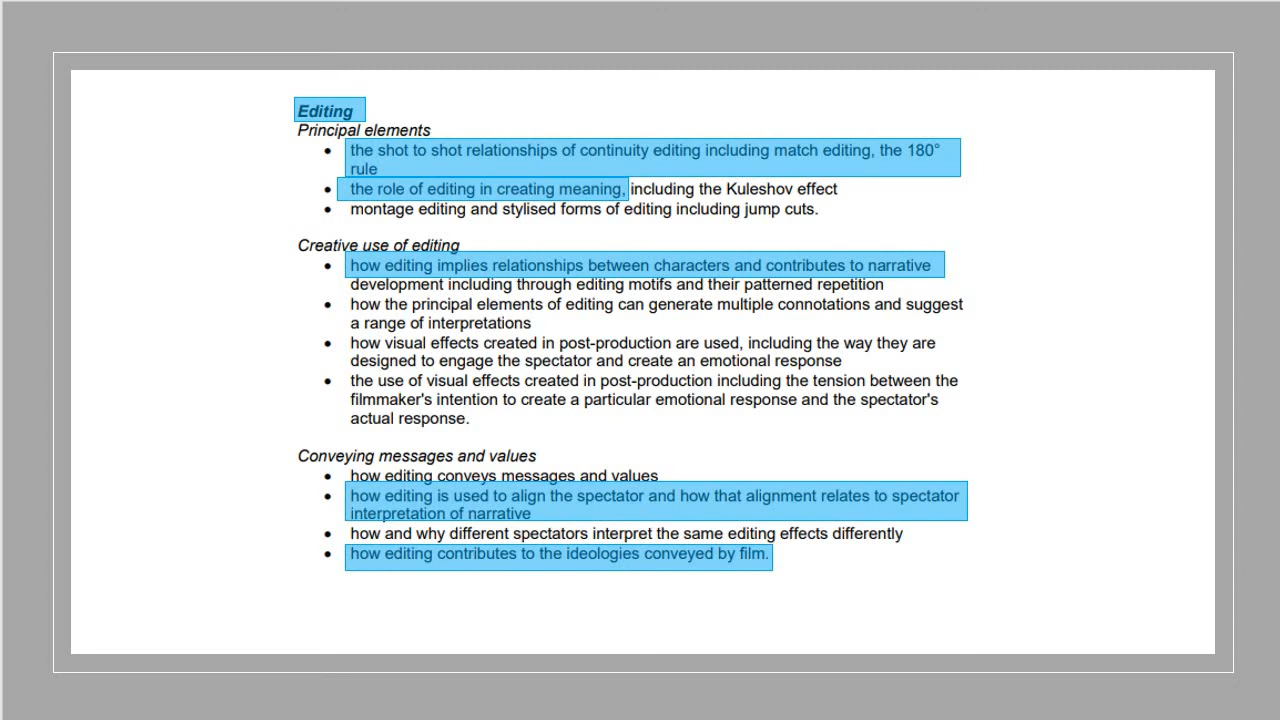 Editing
Principal elements
• the shot to shot relationships of continuity editing including match editing, the 180°
rule
• the role of editing in creating meaning, including the Kuleshov effect
• montage editing and stylised forms of editing including jump cuts.
Creative use of editing
• how editing implies relationships between characters and contributes to narrative
development including through editing motifs and their patterned repetition
• how the principal elements of editing can generate multiple connotations and suggest
a range of interpretations
• how visual effects created in post-production are used, including the way they are
designed to engage the spectator and create an emotional response
• the use of visual effects created in post-production including the tension between the
filmmaker's intention to create a particular emotional response and the spectator's
actual response.
Conveying messages and values
• how editing conveys messages and values
• how editing is used to align the spectator and how that alignment relates to spectator
interpretation of narrative
• how and why different spectators interpret the same editing effects differently
• how editing contributes to the ideologies conveyed by film.